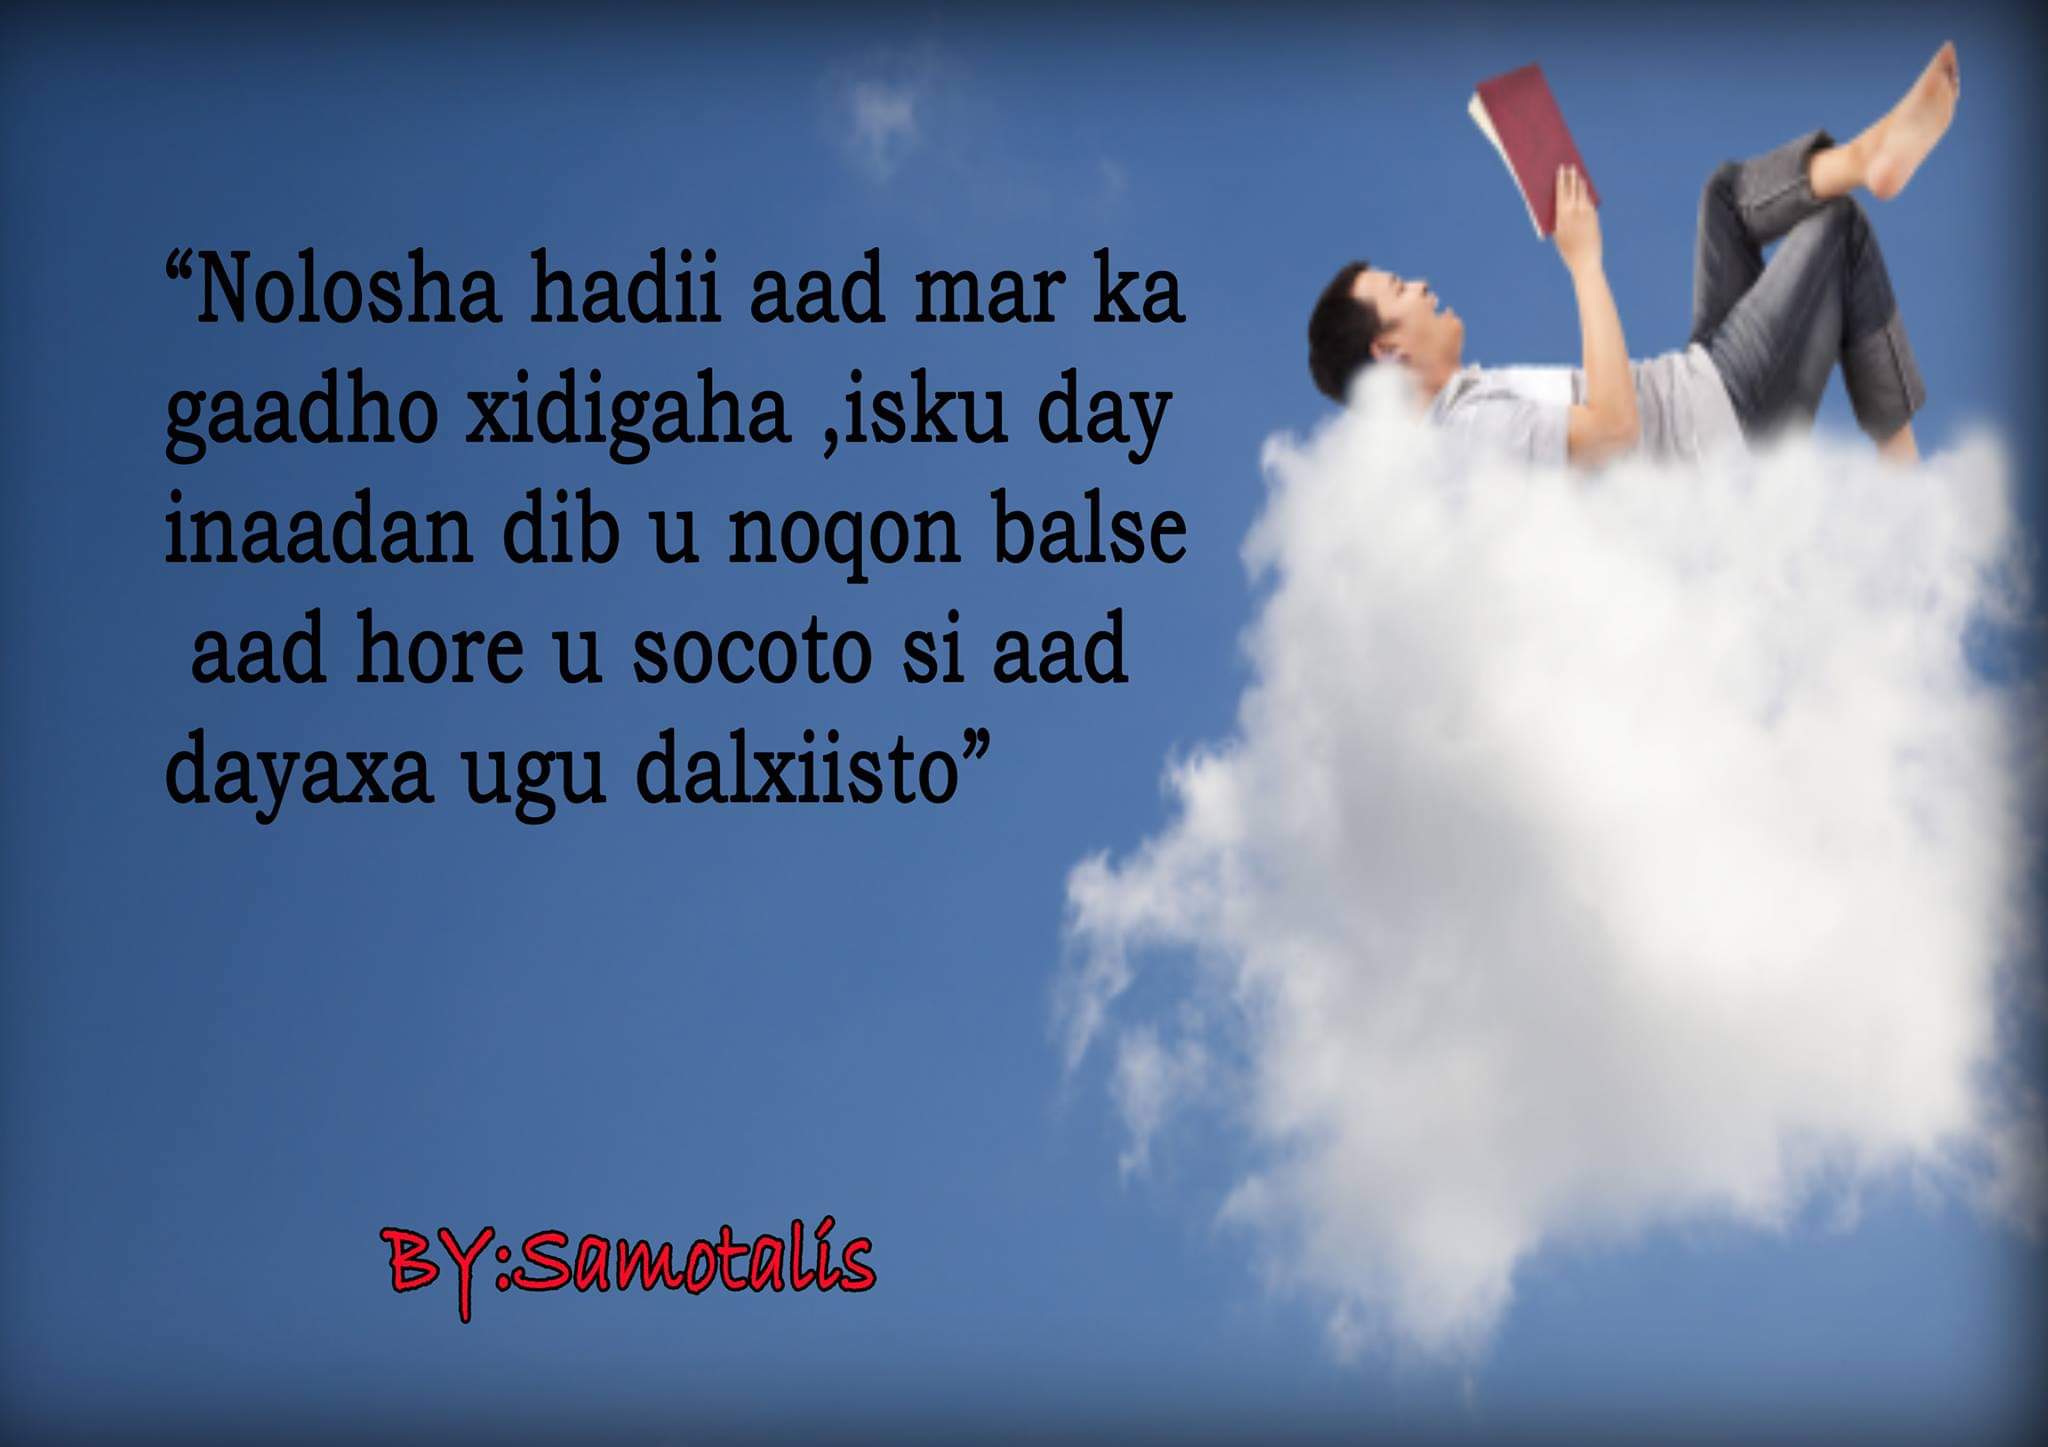 “Nolosha hadii aad mar ka
gaadho xidigaha ,isku day
inaadan dib u noqon balse
aad hore u socoto si aad
dayaxa ugu dalxiisto”
BY:Samotalis